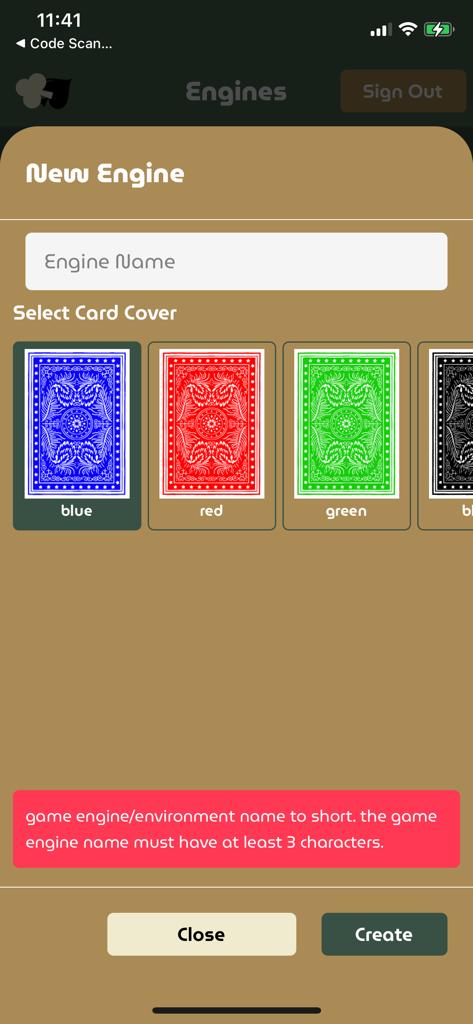 11:41
◀ Code Scan...
Engines
Sign Out
New Engine
Engine Name
Select Card Cover
blue
red
green
bl
game engine/environment name to short. the game
engine name must have at least 3 characters.
Close
Create